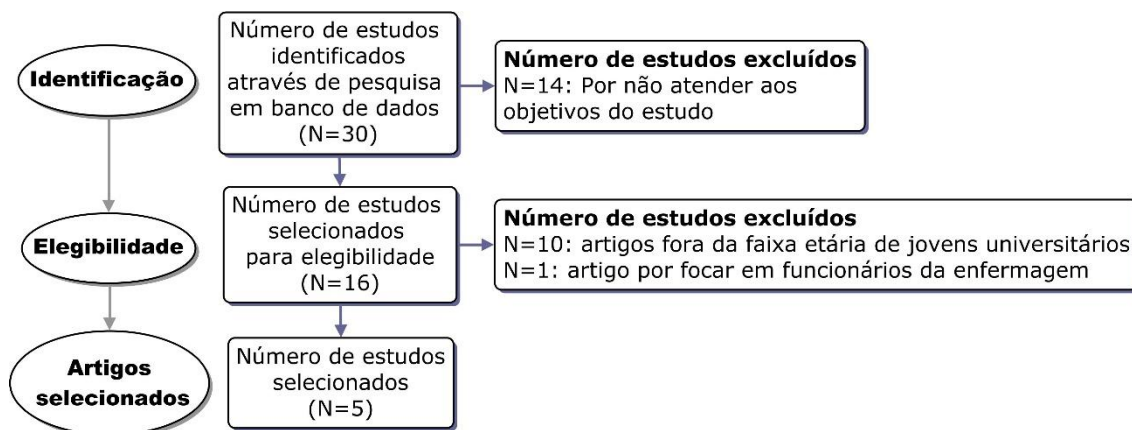 Identificação
Número de estudos
identificados
através de pesquisa
em banco de dados
(N=30)
Número de estudos excluídos
N=14: Por não atender aos
objetivos do estudo
Elegibilidade
Número de estudos
selecionados
para elegibilidade
(N=16)
Número de estudos excluídos
N=10: artigos fora da faixa etária de jovens universitários
N=1: artigo por focar em funcionários da enfermagem
Artigos
selecionados
Número de estudos
selecionados
(N=5)